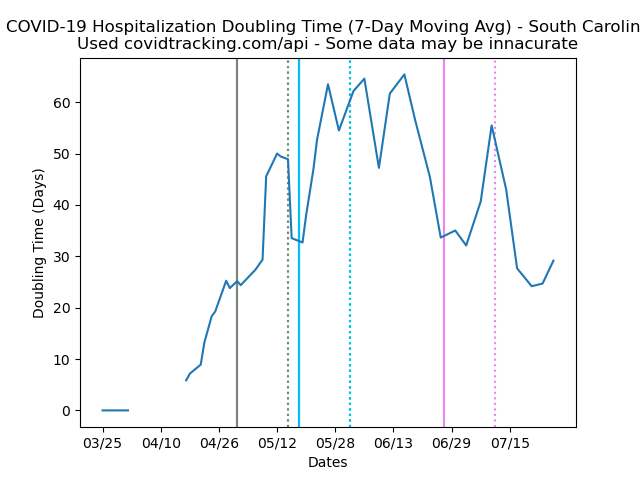 COVID-19 Hospitalization Doubling Time (7-Day Moving Avg) - South Carolin
Used covidtracking.com/api - Some data may be innacurate
Doubling Time (Days)
60
50
40
30
20
10
0
03/25 04/10 04/26 05/12 05/28 06/13 06/29 07/15
Dates